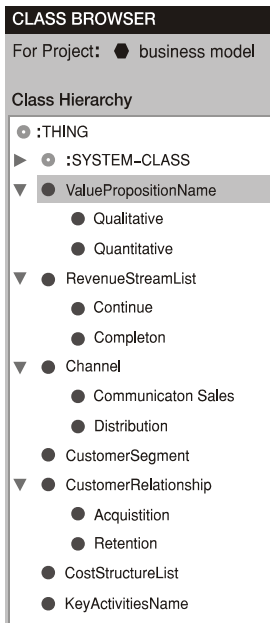 CLASS BROWSER
For Project: business model
Class Hierarchy
:THING
:SYSTEM-CLASS
ValuePropositionName
Qualitative
Quantitative
RevenueStreamList
Continue
Completon
Channel
Communicaton Sales
Distribution
CustomerSegment
CustomerRelationship
Acquistition
Retention
CostStructureList
KeyActivitiesName